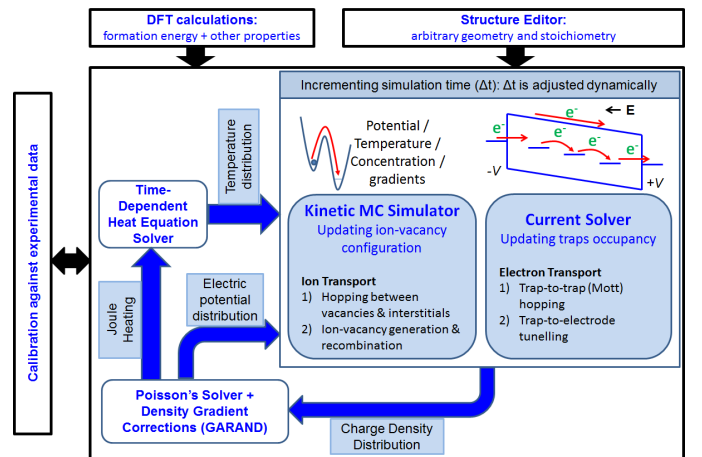 DFT calculations:
formation energy + other properties
Structure Editor:
arbitrary geometry and stoichiometry
Calibration against experimental data
Incrementing simulation time (Δt): Δt is adjusted dynamically
Temperature
distribution
Potential /
Temperature /
Concentration /
gradients
E
e-
e-
e-
e-
e-
-V
+V
Time-
Dependent
Heat Equation
Solver
Kinetic MC Simulator
Updating ion-vacancy
configuration
Ion Transport
1) Hopping between
vacancies & interstitials
2) Ion-vacancy generation &
recombination
Current Solver
Updating traps occupancy
Electron Transport
1) Trap-to-trap (Mott)
hopping
2) Trap-to-electrode
tunelling
Joule
Heating
Electric
potential
distribution
Poisson's Solver +
Density Gradient
Corrections (GARAND)
Charge Density
Distribution